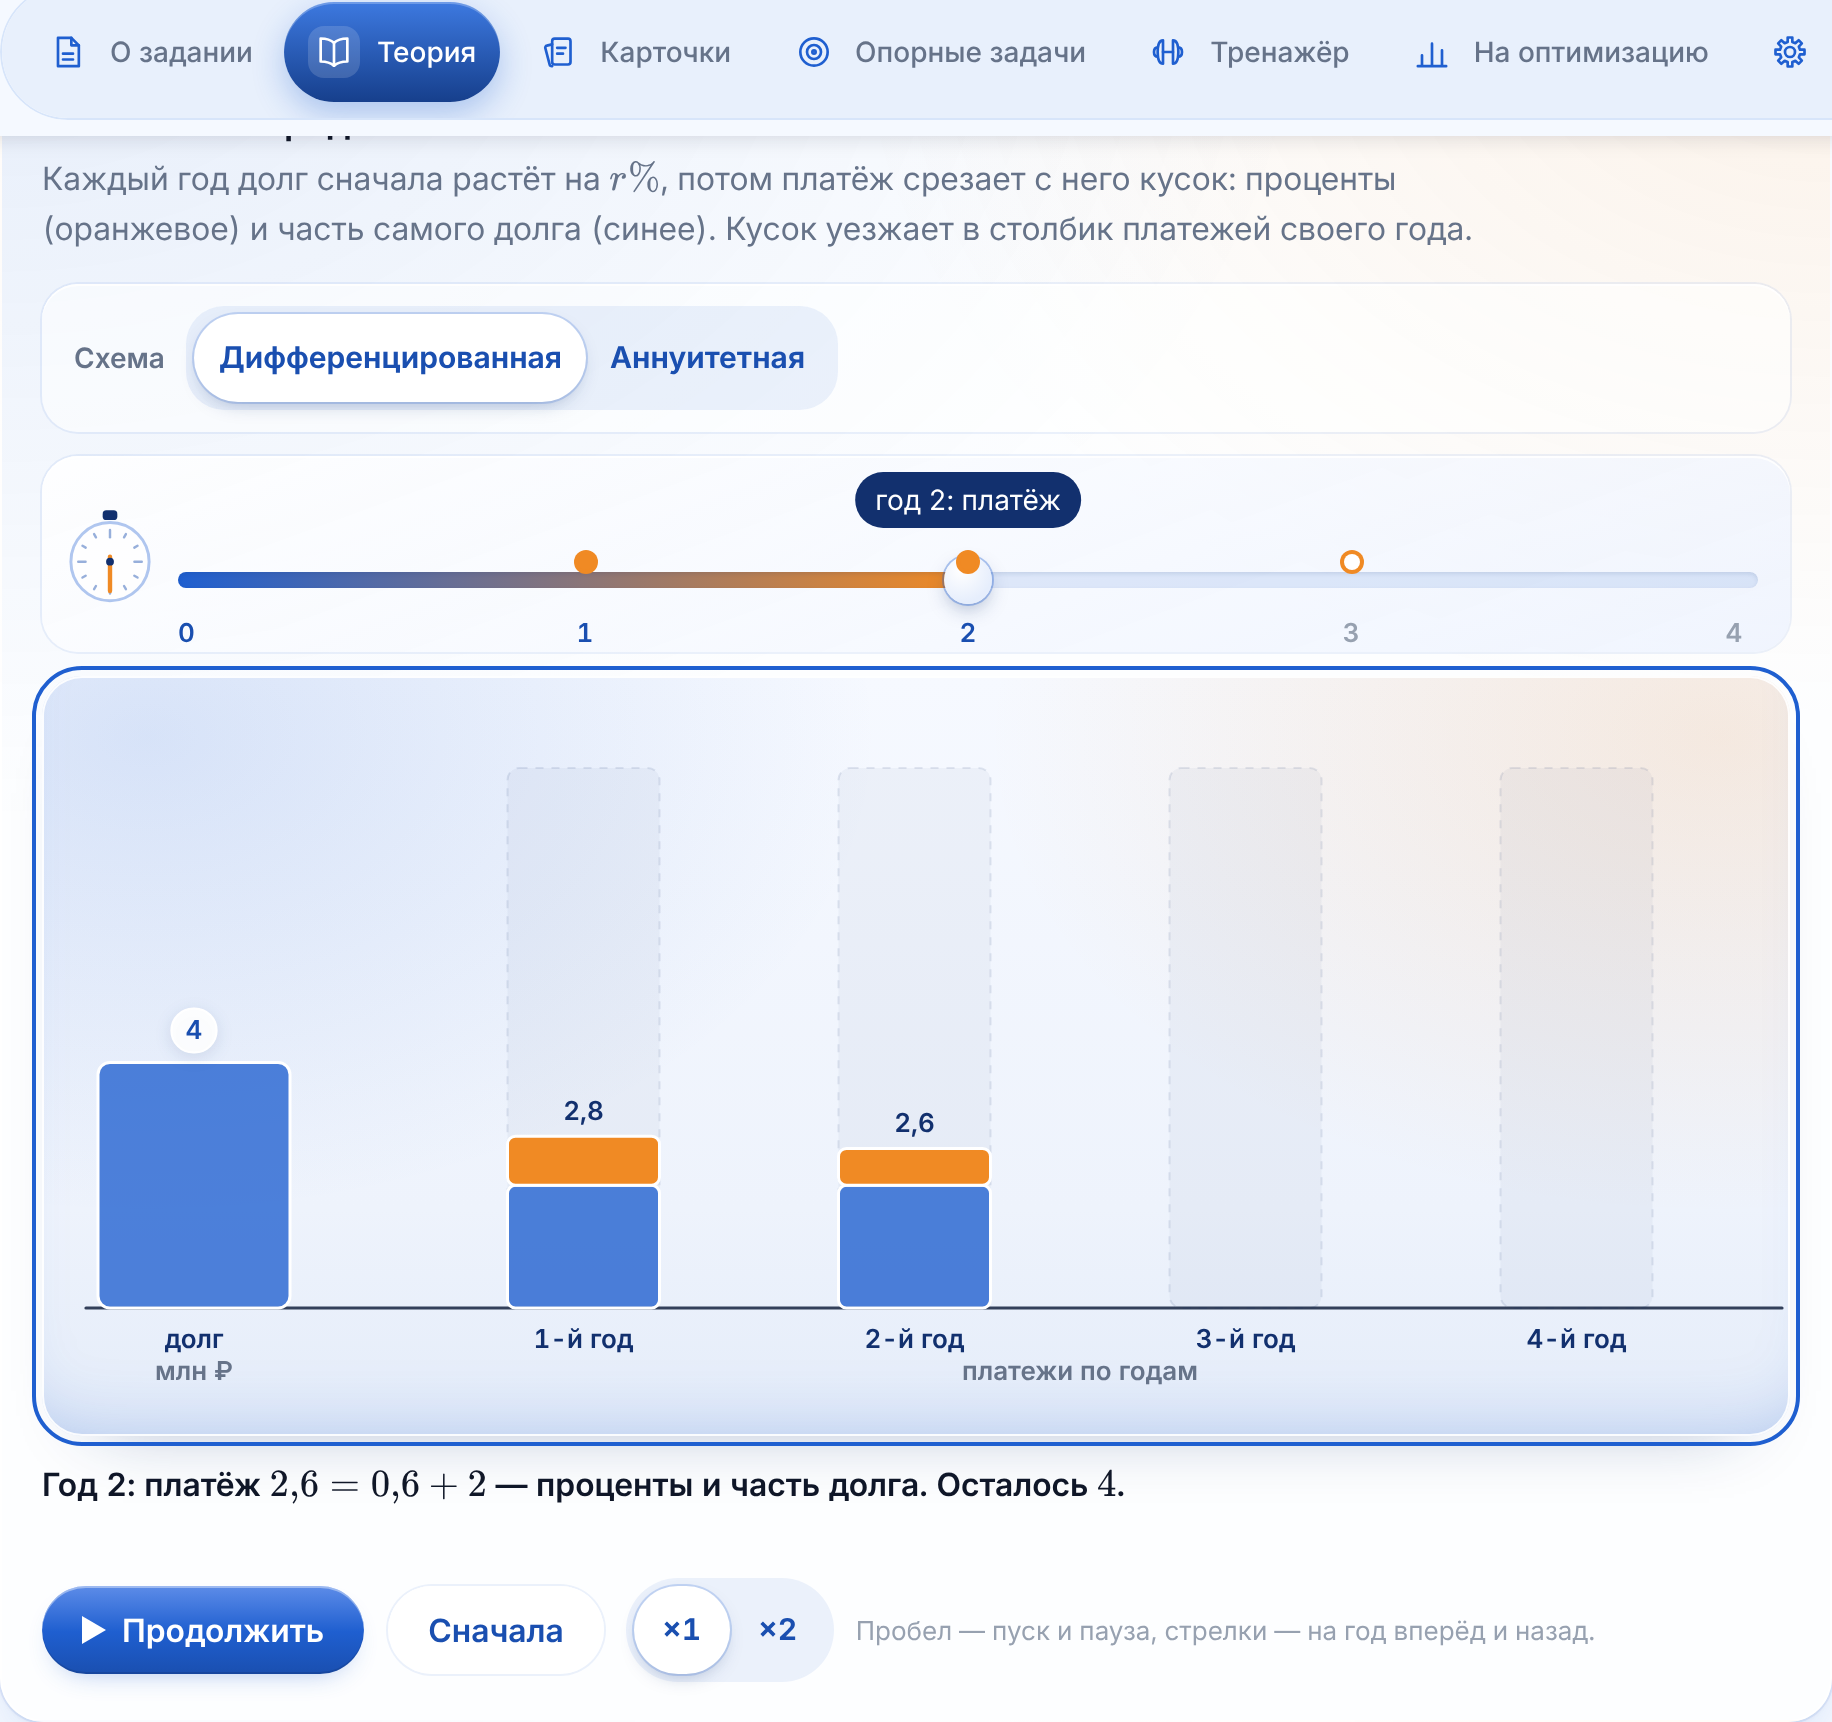 О задании
Теория
Карточки
Опорные задачи
Тренажёр
На оптимизацию
Каждый год долг сначала растёт на r%, потом платёж срезает с него кусок: проценты
(оранжевое) и часть самого долга (синее). Кусок уезжает в столбик платежей своего года.
Схема
Дифференцированная
Аннуитетная
год 2: платёж
0
1
2
3
4
4
2,8
2,6
долг
1-й год
2-й год
3-й год
4-й год
млн ₽
платежи по годам
Год 2: платёж 2,6 = 0,6 + 2 — проценты и часть долга. Осталось 4.
Продолжить
Сначала
×1
×2
Пробел — пуск и пауза, стрелки — на год вперёд и назад.